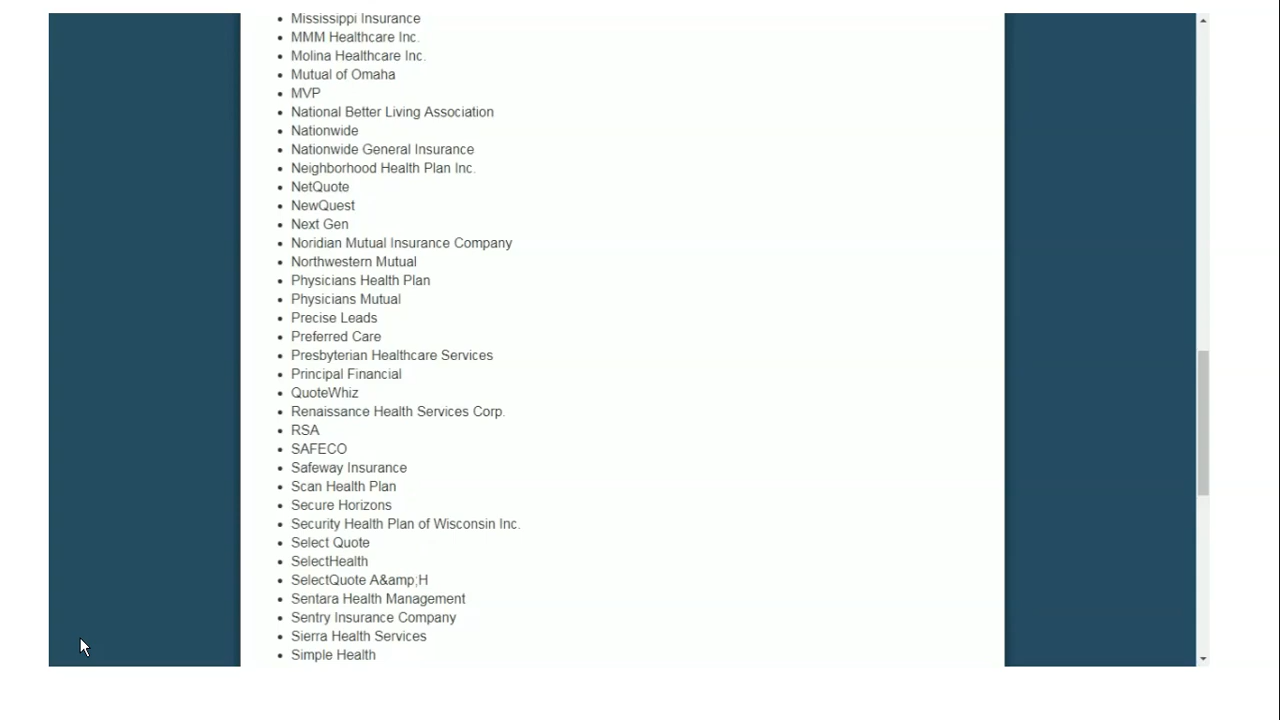 Mississippi Insurance
MMM Healthcare Inc.
Molina Healthcare Inc.
Mutual of Omaha
MVP
National Better Living Association
Nationwide
Nationwide General Insurance
Neighborhood Health Plan Inc.
NetQuote
NewQuest
Next Gen
Noridian Mutual Insurance Company
Northwestern Mutual
Physicians Health Plan
Physicians Mutual
Precise Leads
Preferred Care
Presbyterian Healthcare Services
Principal Financial
QuoteWhiz
Renaissance Health Services Corp.
RSA
SAFECO
Safeway Insurance
Scan Health Plan
Secure Horizons
Security Health Plan of Wisconsin Inc.
Select Quote
SelectHealth
SelectQuote A&amp;H
Sentara Health Management
Sentry Insurance Company
Sierra Health Services
Simple Health